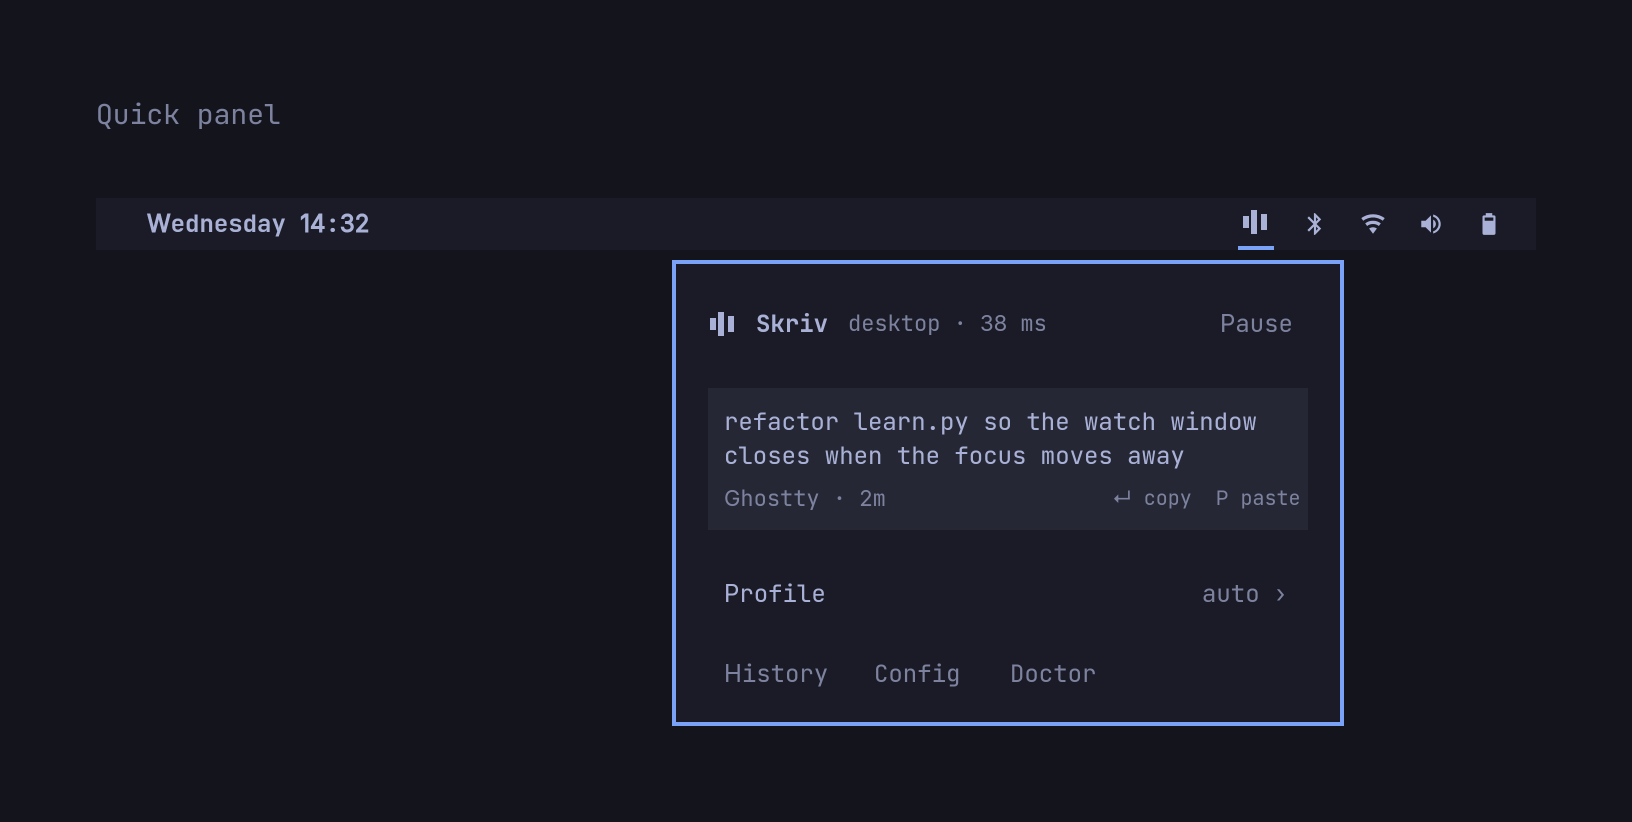 Quick panel
Wednesday 14:32
Skriv desktop · 38 ms Pause
refactor learn.py so the watch window
closes when the focus moves away
Ghostty · 2m ↵ copy P paste
Profile auto ›
History Config Doctor